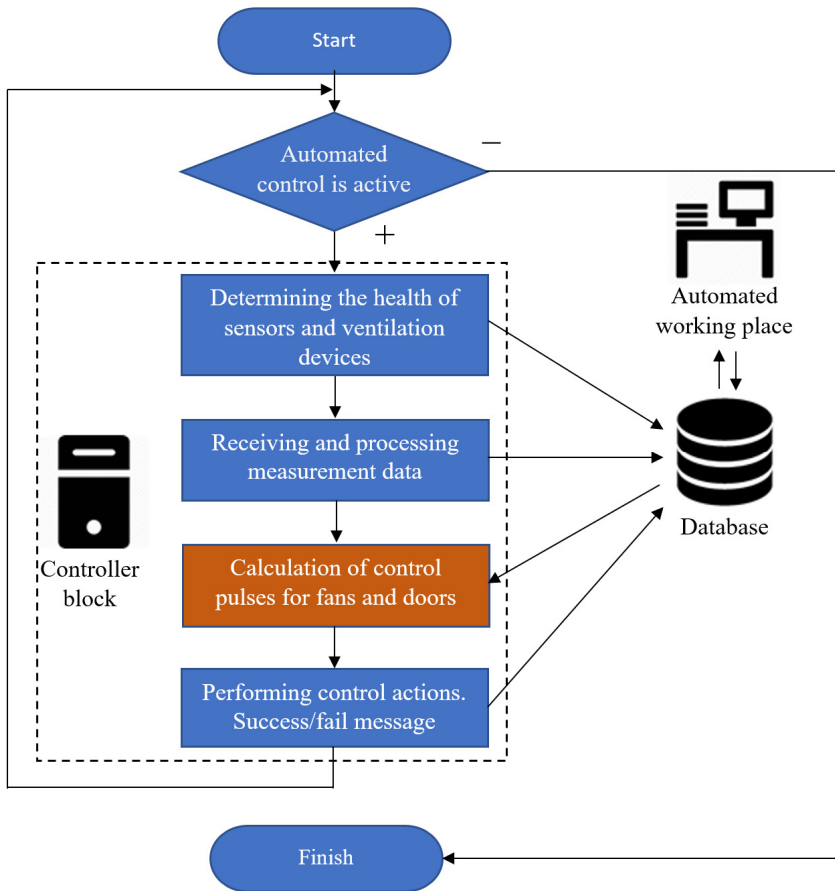 Start
Automated
control is active
—
+
Determining the health of
sensors and ventilation
devices
Automated
working place
Receiving and processing
measurement data
Database
Controller
block
Calculation of control
pulses for fans and doors
Performing control actions.
Success/fail message
Finish